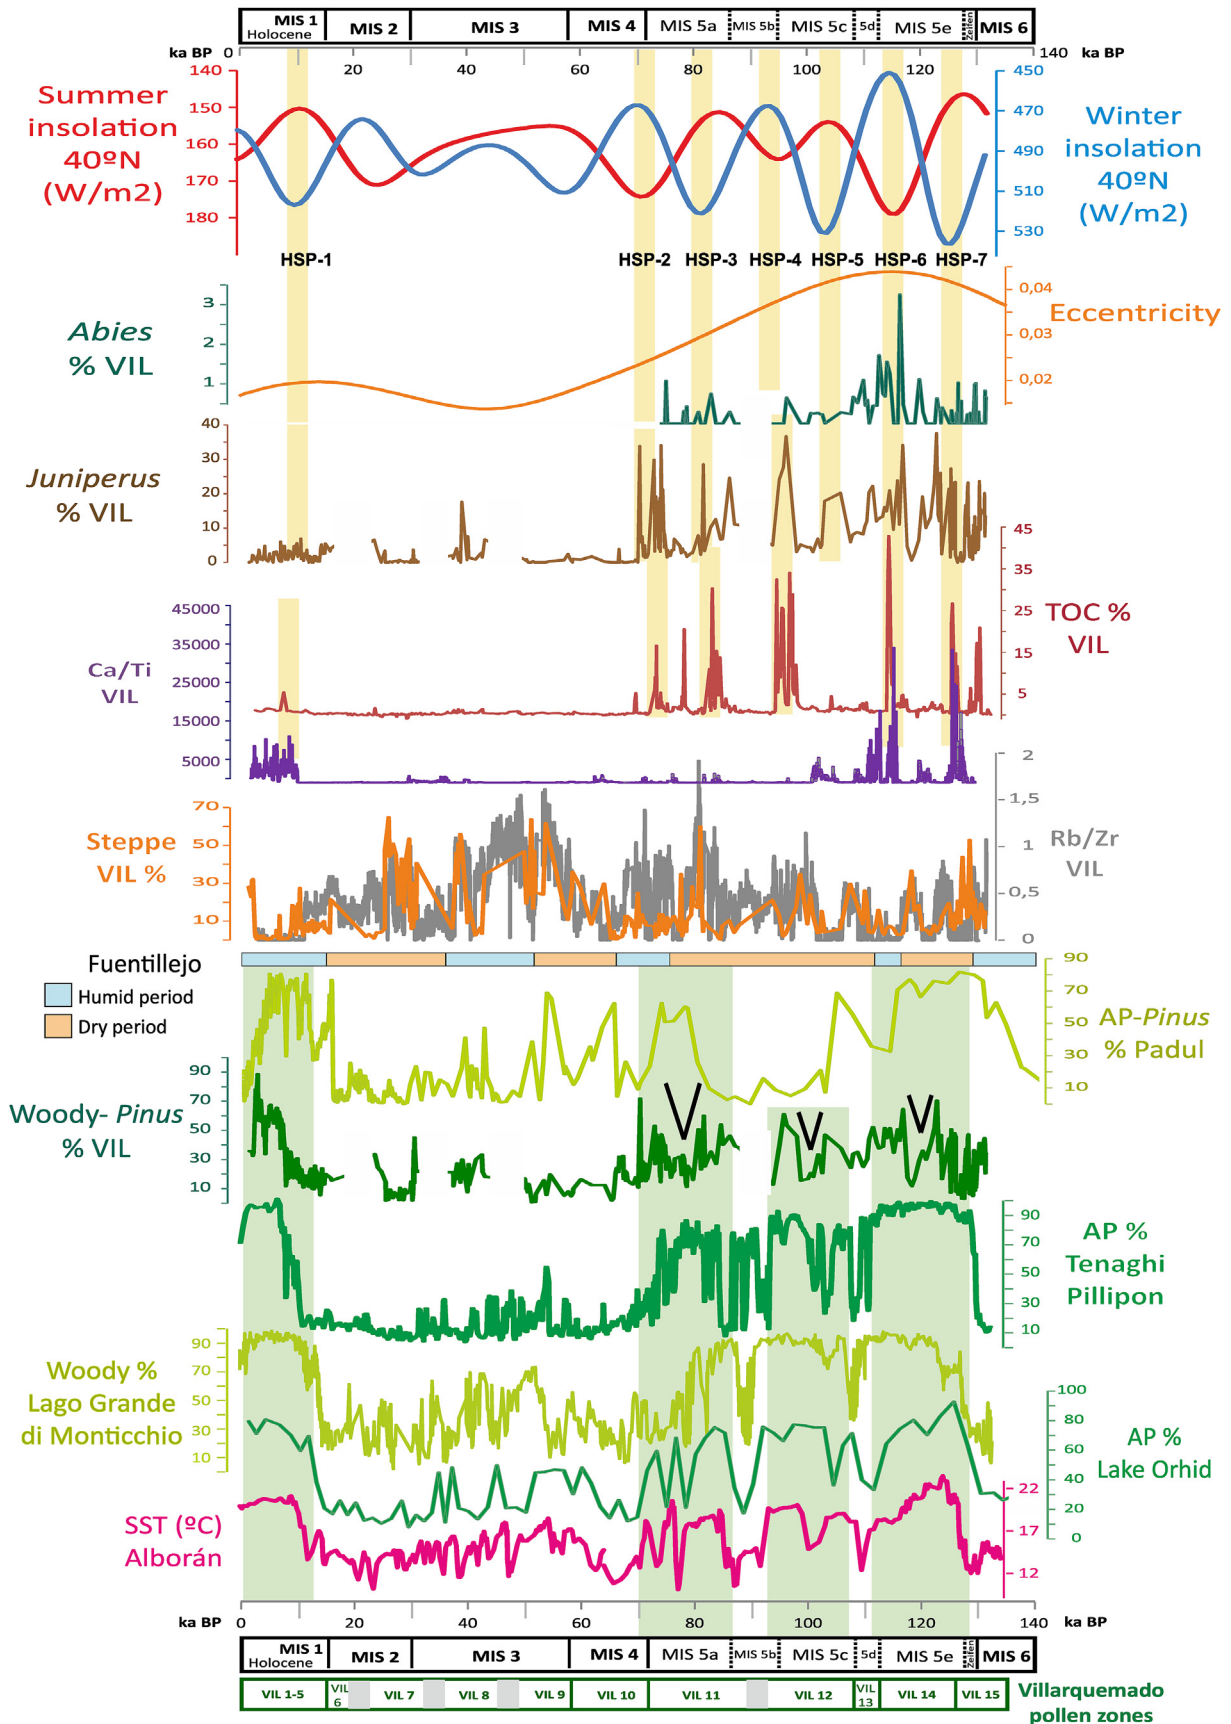 MIS 1
Holocene
MIS 2
MIS 3
MIS 4
MIS 5a
MIS 5b
MIS 5c
5d
MIS 5e
Zeifen
MIS 6
ka BP 0 20 40 60 80 100 120 140 ka BP
Summer
insolation
40ºN
(W/m2)
140
150
160
170
180
450
470
490
510
530
Winter
insolation
40ºN
(W/m2)
HSP-1 HSP-2 HSP-3 HSP-4 HSP-5 HSP-6 HSP-7
Abies
% VIL
3
2
1
0,04
0,03
0,02
Eccentricity
Juniperus
% VIL
40
30
20
10
0
45
35
25
15
5
TOC %
VIL
Ca/Ti
VIL
45000
35000
25000
15000
5000
2
1,5
1
0,5
0
Rb/Zr
VIL
Steppe
VIL %
70
50
30
10
Fuentillejo
Humid period
Dry period
90
70
50
30
10
AP-Pinus
% Padul
Woody- Pinus
% VIL
90
70
50
30
10
90
70
50
30
10
AP %
Tenaghi
Pillipon
Woody %
Lago Grande
di Monticchio
90
70
50
30
10
100
80
60
40
20
0
AP %
Lake Orhid
SST (ºC)
Alborán
22
17
12
ka BP 0 20 40 60 80 100 120 140 ka BP
MIS 1
Holocene
MIS 2
MIS 3
MIS 4
MIS 5a
MIS 5b
MIS 5c
5d
MIS 5e
Zeifen
MIS 6
VIL 1-5
VIL
6
VIL 7
VIL 8
VIL 9
VIL 10
VIL 11
VIL 12
VIL
13
VIL 14
VIL 15
Villarquemado
pollen zones